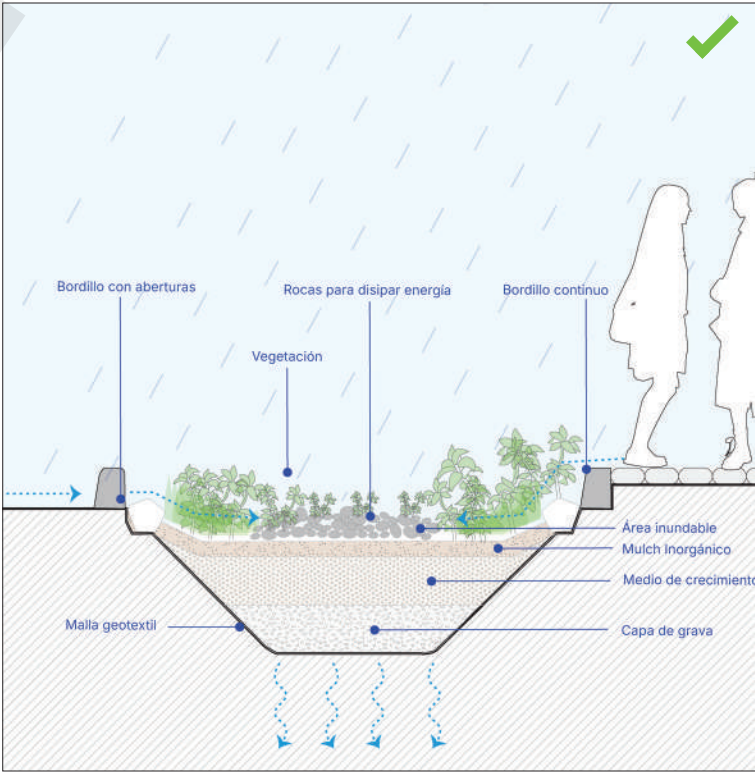 Bordillo con aberturas
Rocas para disipar energía
Bordillo continuo
Vegetación
Área inundable
Mulch Inorgánico
Medio de crecimiento
Malla geotextil
Capa de grava